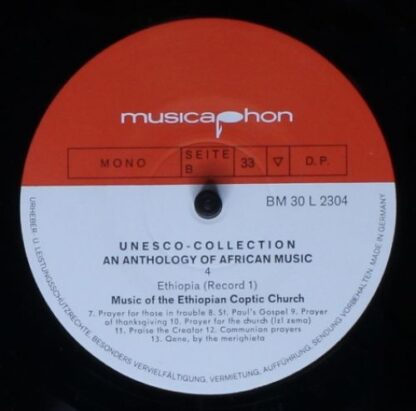 musicaphon
MONO SEITE B 33 ▽ D.P.
BM 30 L 2304
UNESCO-COLLECTION
AN ANTHOLOGY OF AFRICAN MUSIC
4
Ethiopia (Record 1)
Music of the Ethiopian Coptic Church
7. Prayer for those in trouble 8. St. Paul's Gospel 9. Prayer
of thanksgiving 10. Prayer for the church (Izl zema)
11. Praise the Creator 12. Communian prayers
13. Qene, by the merighieta
URHEBER- U. LEISTUNGSSCHUTZRECHTE, BESONDERS VERVIELFÄLTIGUNG, VERMIETUNG, AUFFÜHRUNG, SENDUNG VORBEHALTEN. MADE IN GERMANY